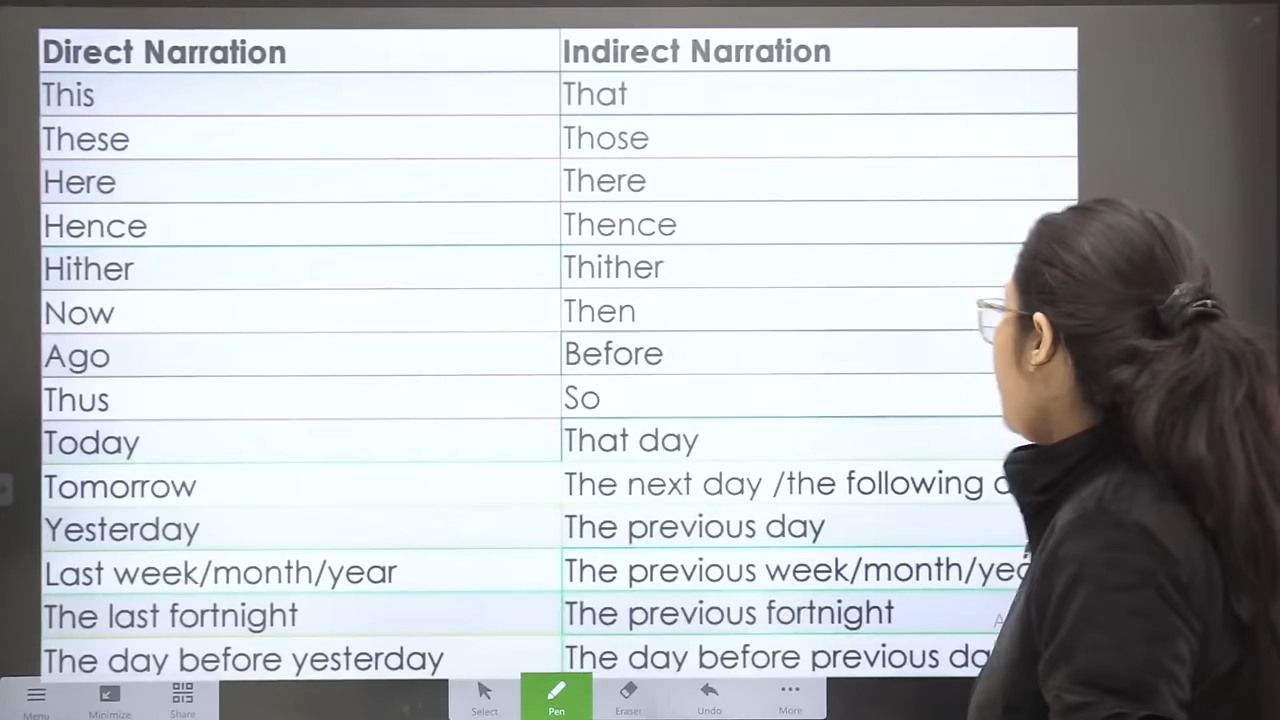 Direct Narration Indirect Narration
This That
These Those
Here There
Hence Thence
Hither Thither
Now Then
Ago Before
Thus So
Today That day
Tomorrow The next day /the following
Yesterday The previous day
Last week/month/year The previous week/month/
The last fortnight The previous fortnight
The day before yesterday The day before previous
Menu Minimize Share Select Pen Eraser Undo More